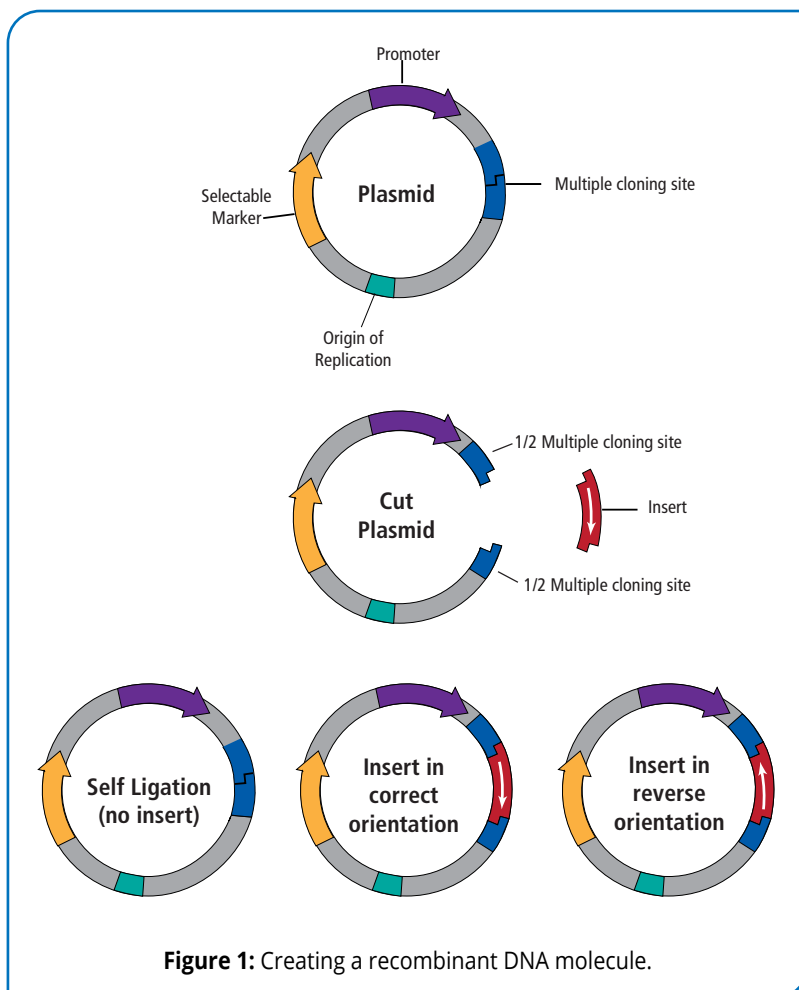 Promoter
Plasmid
Multiple cloning site
Selectable
Marker
Origin of
Replication
1/2 Multiple cloning site
Cut
Plasmid
Insert
1/2 Multiple cloning site
Self Ligation
(no insert)
Insert in
correct
orientation
Insert in
reverse
orientation
Figure 1: Creating a recombinant DNA molecule.